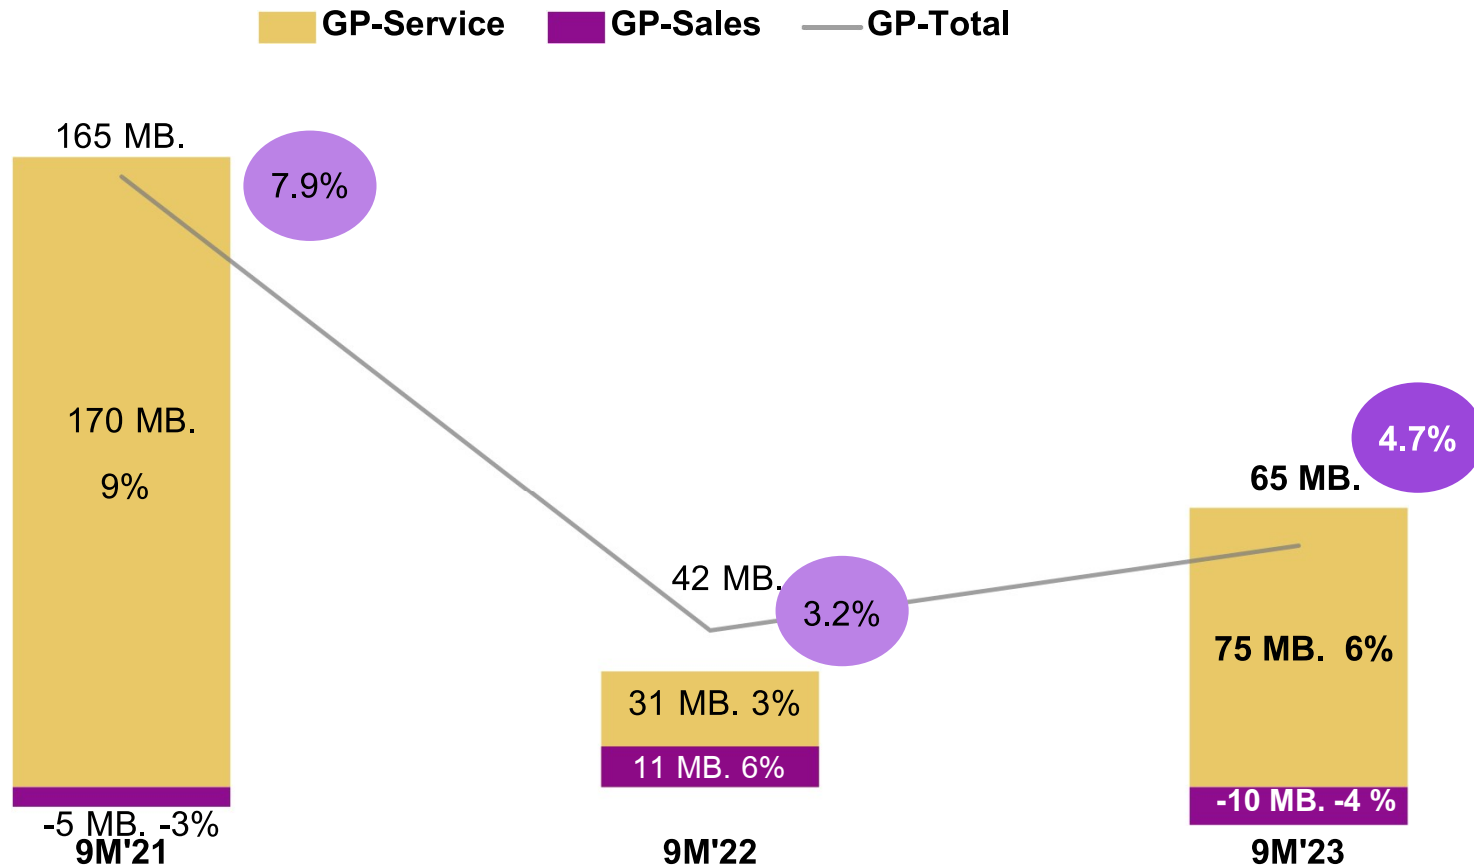 GP-Service GP-Sales GP-Total
165 MB.
7.9%
170 MB.
9%
-5 MB. -3%
9M'21
42 MB.
3.2%
31 MB. 3%
11 MB. 6%
9M'22
4.7%
65 MB.
75 MB. 6%
-10 MB. -4 %
9M'23